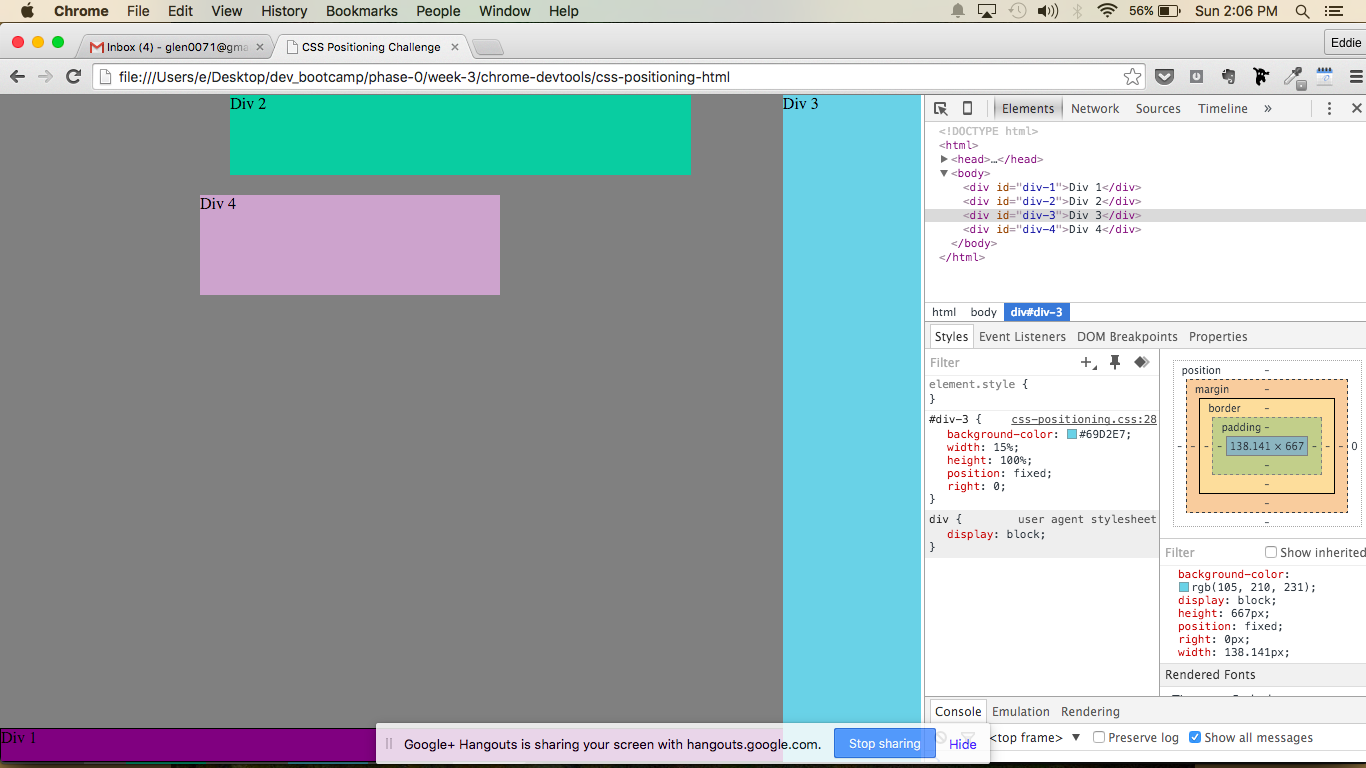 Chrome File Edit View History Bookmarks People Window Help 56% Sun 2:06 PM
Inbox (4) - glen0071@gma
CSS Positioning Challenge
Eddie
file:///Users/e/Desktop/dev_bootcamp/phase-0/week-3/chrome-devtools/css-positioning-html
Div 2
Div 3
Div 4
Div 1
Elements Network Sources Timeline »
<!DOCTYPE html>
<html>
<head>…</head>
<body>
<div id="div-1">Div 1</div>
<div id="div-2">Div 2</div>
<div id="div-3">Div 3</div>
<div id="div-4">Div 4</div>
</body>
</html>
html body div#div-3
Styles Event Listeners DOM Breakpoints Properties
Filter
element.style {
}
#div-3 { css-positioning.css:28
background-color: #69D2E7;
width: 15%;
height: 100%;
position: fixed;
right: 0;
}
div { user agent stylesheet
display: block;
}
position -
margin -
border -
padding -
- - - 138.141 × 667 - - - 0
-
-
-
-
Filter Show inherited
background-color:
rgb(105, 210, 231);
display: block;
height: 667px;
position: fixed;
right: 0px;
width: 138.141px;
Rendered Fonts
Console Emulation Rendering
<top frame> ▼ Preserve log Show all messages
Google+ Hangouts is sharing your screen with hangouts.google.com. Stop sharing Hide